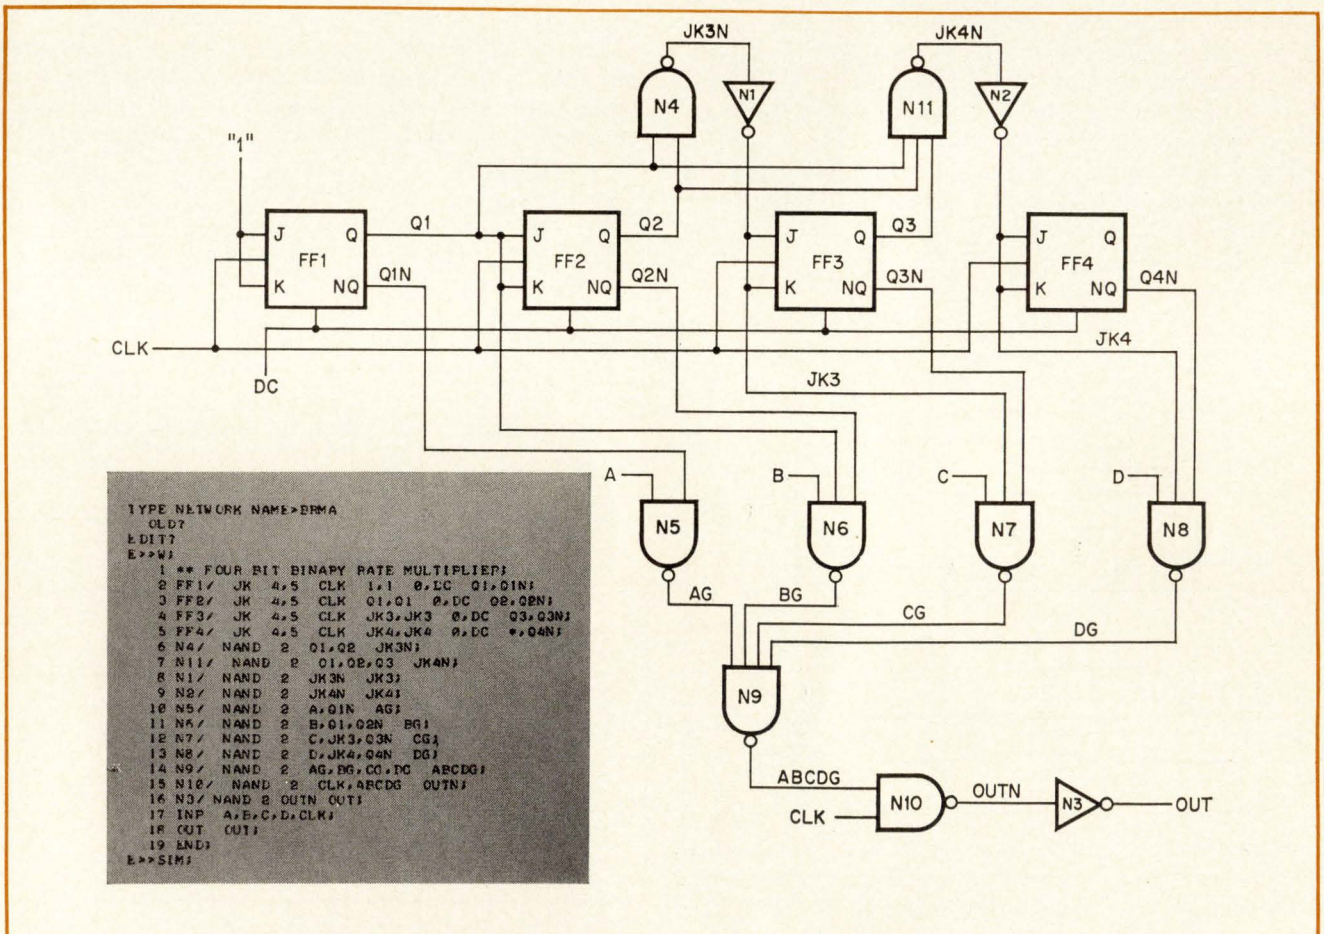 JK3N
JK4N
N4
N1
N11
N2
"1"
J Q
FF1
K NQ
Q1
Q1N
J Q
FF2
K NQ
Q2
Q2N
J Q
FF3
K NQ
Q3
Q3N
J Q
FF4
K NQ
Q4N
CLK
DC
JK4
JK3
A
B
C
D
N5
N6
N7
N8
AG
BG
CG
DG
N9
ABCDG
CLK
N10
OUTN
N3
OUT
TYPE NETWORK NAME>BRMA
OLD?
EDIT?
E>>W;
1 ** FOUR BIT BINARY RATE MULTIPLIER;
2 FF1/ JK 4,5 CLK 1,1 0,DC Q1,Q1N;
3 FF2/ JK 4,5 CLK Q1,Q1 0,DC Q2,Q2N;
4 FF3/ JK 4,5 CLK JK3,JK3 0,DC Q3,Q3N;
5 FF4/ JK 4,5 CLK JK4,JK4 0,DC *,Q4N;
6 N4/ NAND 2 Q1,Q2 JK3N;
7 N11/ NAND 2 Q1,Q2,Q3 JK4N;
8 N1/ NAND 2 JK3N JK3;
9 N2/ NAND 2 JK4N JK4;
10 N5/ NAND 2 A,Q1N AG;
11 N6/ NAND 2 B,Q1,Q2N BG;
12 N7/ NAND 2 C,JK3,Q3N CG;
13 N8/ NAND 2 D,JK4,Q4N DG;
14 N9/ NAND 2 AG,BG,CG,DG ABCDG;
15 N10/ NAND 2 CLK,ABCDG OUTN;
16 N3/ NAND 2 OUTN OUT;
17 INP A,B,C,D,CLK;
18 OUT OUT;
19 END;
E>>SIM;